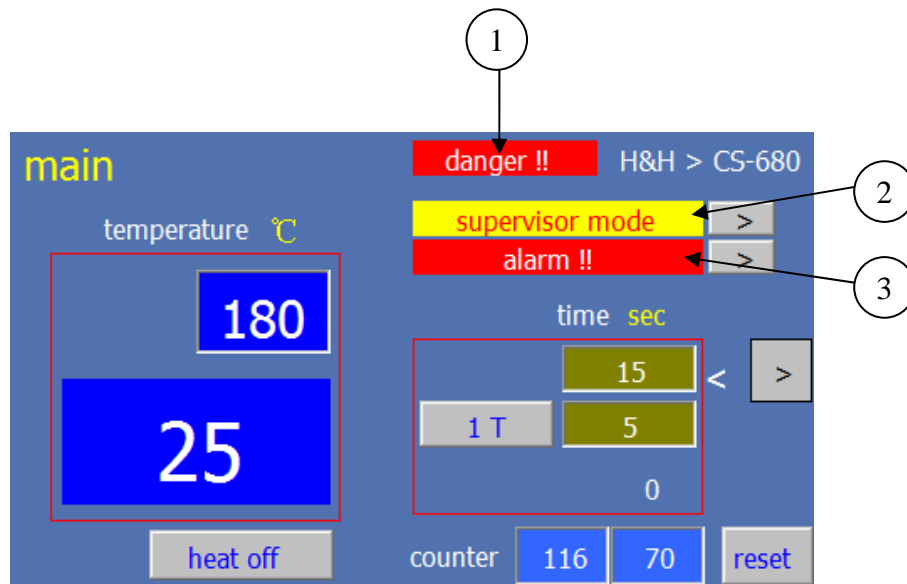 1
main
danger !!
H&H > CS-680
2
supervisor mode
>
temperature ℃
alarm !!
>
3
180
time sec
15
<
>
25
1 T
5
0
heat off
counter
116
70
reset